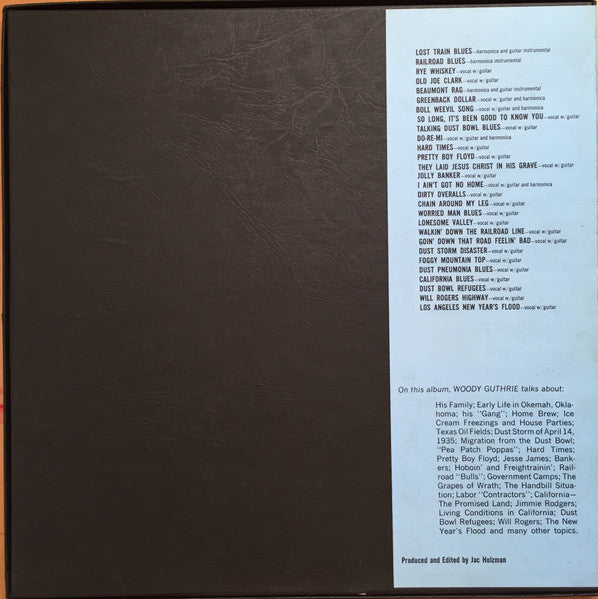 LOST TRAIN BLUES—harmonica and guitar instrumental
RAILROAD BLUES—harmonica instrumental
RYE WHISKEY—vocal w/guitar
OLD JOE CLARK—vocal w/guitar
BEAUMONT RAG—harmonica and guitar instrumental
GREENBACK DOLLAR—vocal w/guitar and harmonica
BOLL WEEVIL SONG—vocal w/guitar and harmonica
SO LONG, IT'S BEEN GOOD TO KNOW YOU—vocal w/guitar
TALKING DUST BOWL BLUES—vocal w/guitar
DO-RE-MI—vocal w/guitar and harmonica
HARD TIMES—vocal w/guitar
PRETTY BOY FLOYD—vocal w/guitar
THEY LAID JESUS CHRIST IN HIS GRAVE—vocal w/guitar
JOLLY BANKER—vocal w/guitar
I AIN'T GOT NO HOME—vocal w/guitar and harmonica
DIRTY OVERALLS—vocal w/guitar
CHAIN AROUND MY LEG—vocal w/guitar
WORRIED MAN BLUES—vocal w/guitar
LONESOME VALLEY—vocal w/guitar
WALKIN' DOWN THE RAILROAD LINE—vocal w/guitar
GOIN' DOWN THAT ROAD FEELIN' BAD—vocal w/guitar
DUST STORM DISASTER—vocal w/guitar
FOGGY MOUNTAIN TOP—vocal w/guitar
DUST PNEUMONIA BLUES—vocal w/guitar
CALIFORNIA BLUES—vocal w/guitar
DUST BOWL REFUGEES—vocal w/guitar
WILL ROGERS HIGHWAY—vocal w/guitar
LOS ANGELES NEW YEAR'S FLOOD—vocal w/guitar
On this album, WOODY GUTHRIE talks about:
His Family; Early Life in Okemah, Okla-
homa; his "Gang"; Home Brew; Ice
Cream Freezings and House Parties;
Texas Oil Fields; Dust Storm of April 14,
1935; Migration from the Dust Bowl;
"Pea Patch Poppas"; Hard Times;
Pretty Boy Floyd; Jesse James; Bank-
ers; Hoboin' and Freightrainin'; Rail-
road "Bulls"; Government Camps; The
Grapes of Wrath; The Handbill Situa-
tion; Labor "Contractors"; California—
The Promised Land; Jimmie Rodgers;
Living Conditions in California; Dust
Bowl Refugees; Will Rogers; The New
Year's Flood and many other topics.
Produced and Edited by Jac Holzman